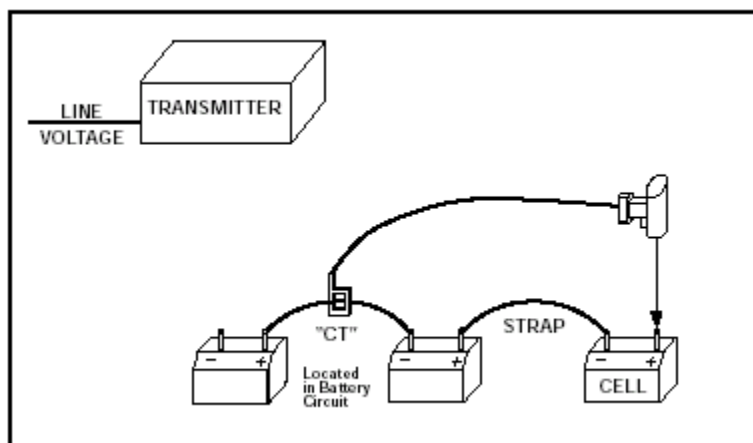 LINE
VOLTAGE
TRANSMITTER
"CT"
STRAP
Located
in Battery
Circuit
- +
- +
- +
CELL